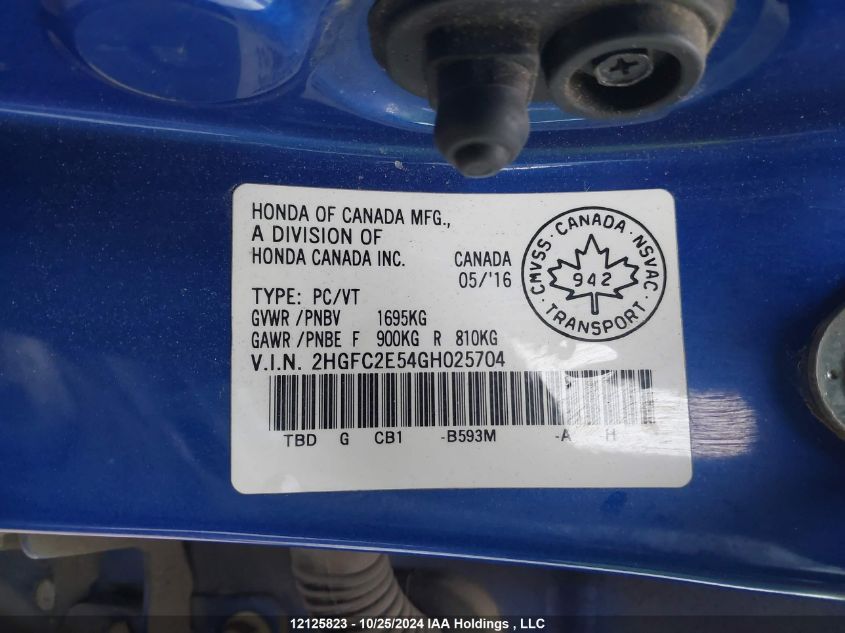 HONDA OF CANADA MFG.,
A DIVISION OF
HONDA CANADA INC. CANADA
05/'16
TYPE: PC/VT
GVWR /PNBV 1695KG
GAWR /PNBE F 900KG R 810KG
V.I.N. 2HGFC2E54GH025704
TBD G CB1 -B593M -A H
CMVSS · CANADA · NSVAC
942
· TRANSPORT ·
12125823 - 10/25/2024 IAA Holdings , LLC